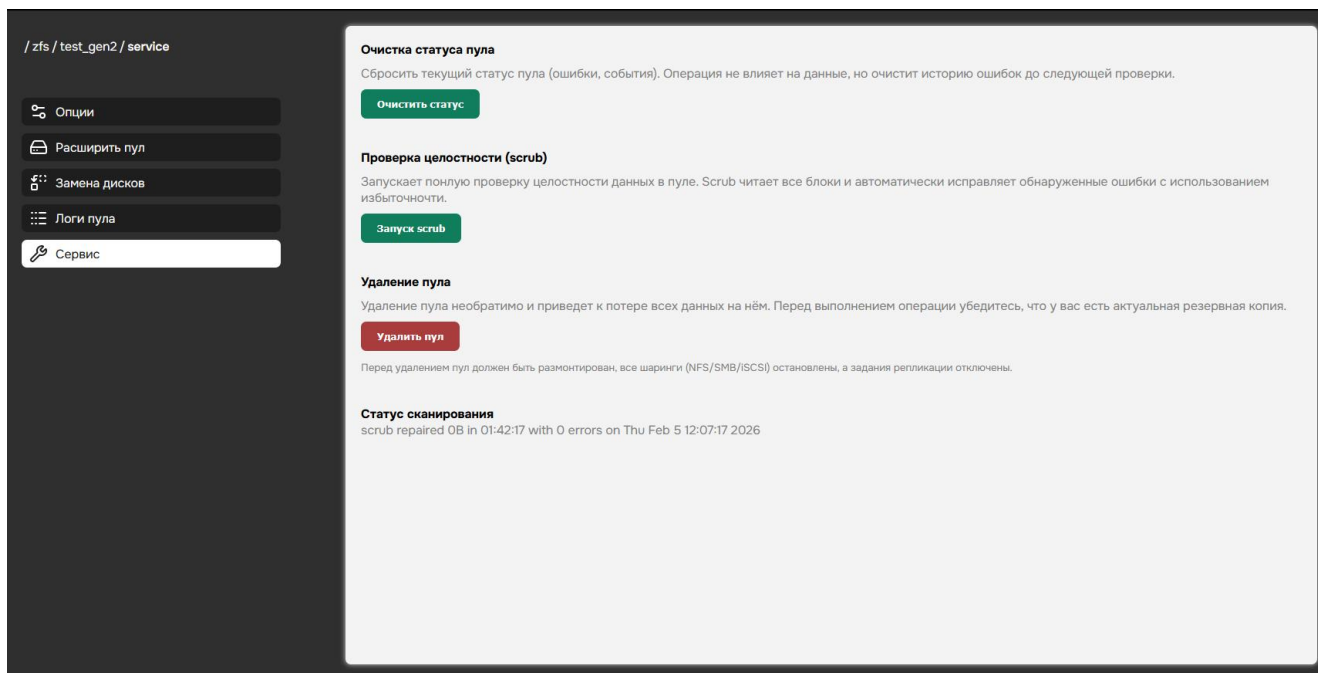 / zfs / test_gen2 / service
Опции
Расширить пул
Замена дисков
Логи пула
Сервис
Очистка статуса пула
Сбросить текущий статус пула (ошибки, события). Операция не влияет на данные, но очистит историю ошибок до следующей проверки.
Очистить статус
Проверка целостности (scrub)
Запускает понлую проверку целостности данных в пуле. Scrub читает все блоки и автоматически исправляет обнаруженные ошибки с использованием
избыточночти.
Запуск scrub
Удаление пула
Удаление пула необратимо и приведет к потере всех данных на нём. Перед выполнением операции убедитесь, что у вас есть актуальная резервная копия.
Удалить пул
Перед удалением пул должен быть размонтирован, все шаринги (NFS/SMB/iSCSI) остановлены, а задания репликации отключены.
Статус сканирования
scrub repaired 0B in 01:42:17 with 0 errors on Thu Feb 5 12:07:17 2026